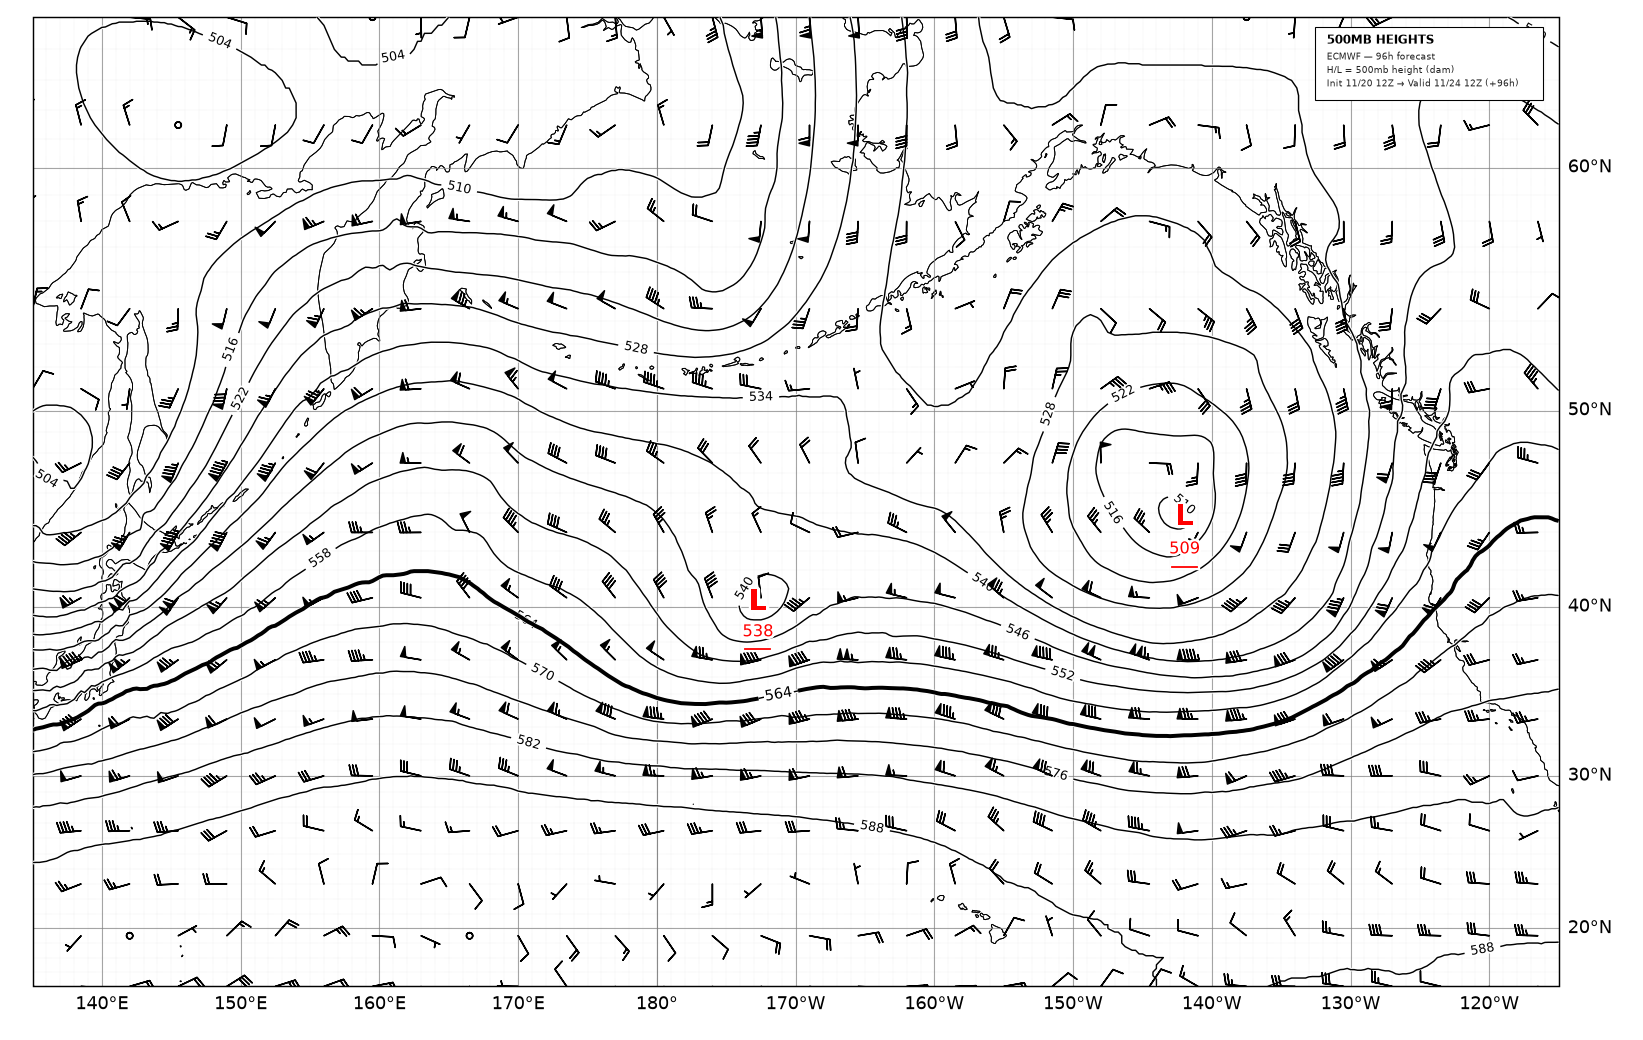 500MB HEIGHTS
ECMWF — 96h forecast
H/L = 500mb height (dam)
Init 11/20 12Z → Valid 11/24 12Z (+96h)
504
504
60°N
510
516
528
522
534
522
528
50°N
504
510
516
L
509
558
540
540
L
538
40°N
564
546
570
552
564
582
576
30°N
588
20°N
588
140°E
150°E
160°E
170°E
180°
170°W
160°W
150°W
140°W
130°W
120°W